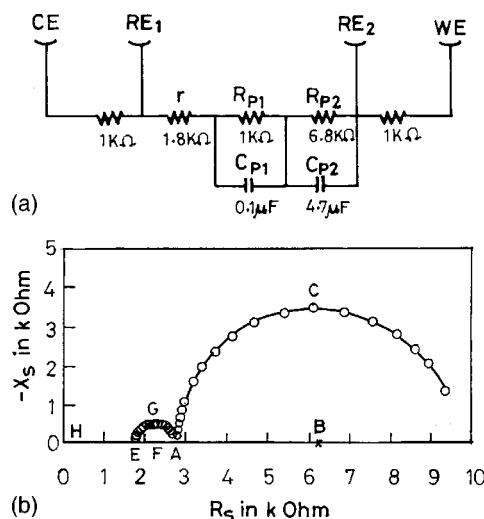 CE RE1 RE2 WE
r RP1 RP2
1KΩ 1.8KΩ 1KΩ 6.8KΩ 1KΩ
CP1 CP2
0.1μF 4.7μF
(a)
5
4
3
2
1
0
-XS in k Ohm
C
G
H
B
E F A
0 1 2 3 4 5 6 7 8 9 10
(b)
RS in k Ohm